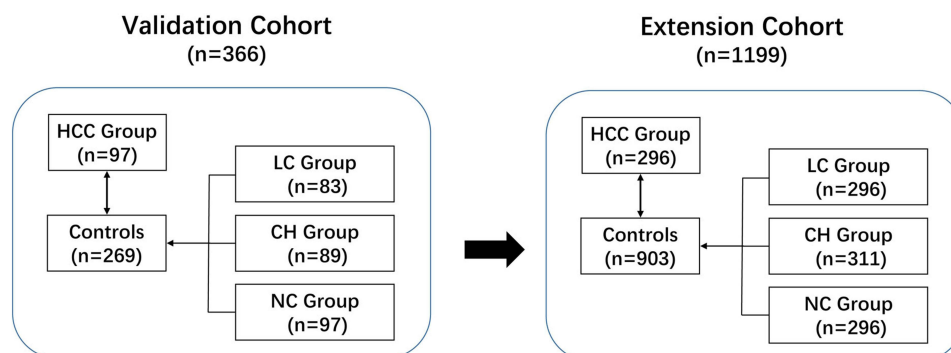 Validation Cohort
(n=366)
HCC Group
(n=97)
Controls
(n=269)
LC Group
(n=83)
CH Group
(n=89)
NC Group
(n=97)
Extension Cohort
(n=1199)
HCC Group
(n=296)
Controls
(n=903)
LC Group
(n=296)
CH Group
(n=311)
NC Group
(n=296)